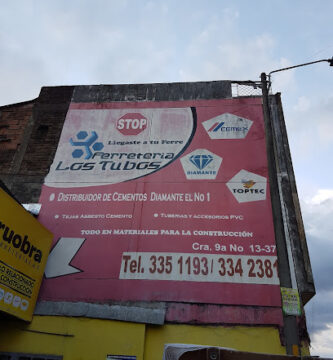 STOP
Llegaste a tu Ferre
Ferreteria
Los Tubos
CEMEX
DIAMANTE
TOPTEC
• DISTRIBUIDOR DE CEMENTOS DIAMANTE EL No 1
• TEJAS ASBESTO CEMENTO
• TUBERIAS Y ACCESORIOS PVC
TODO EN MATERIALES PARA LA CONSTRUCCIÓN
Cra. 9a No 13-37
Tel. 335 1193/ 334 2381
ruobra